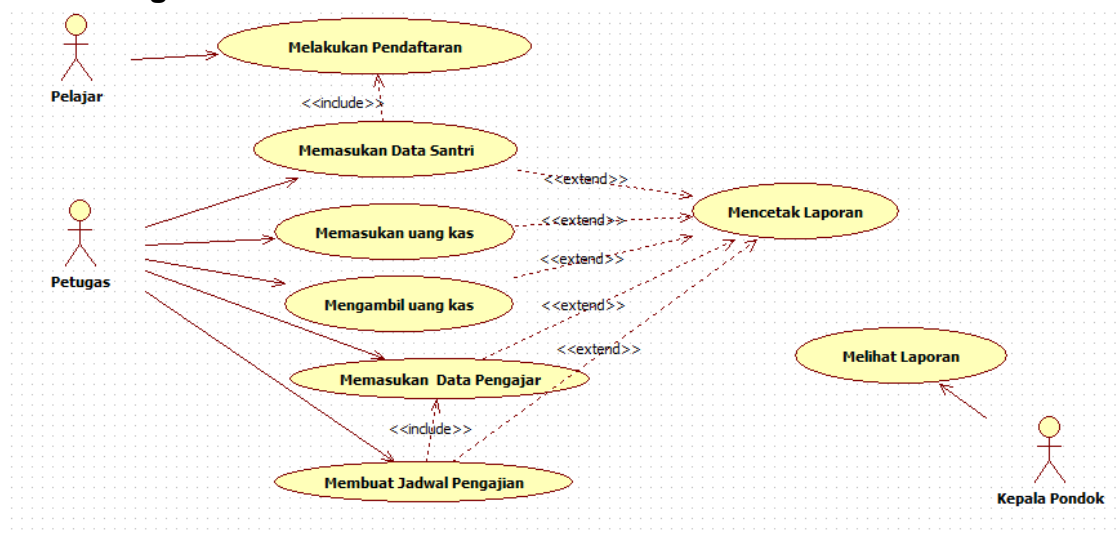 Melakukan Pendaftaran
Pelajar
<<include>>
Memasukan Data Santri
<<extend>>
Mencetak Laporan
<<extend>>
Memasukan uang kas
<<extend>>
Petugas
Mengambil uang kas
<<extend>>
<<extend>>
Melihat Laporan
Memasukan Data Pengajar
<<include>>
Membuat Jadwal Pengajian
Kepala Pondok